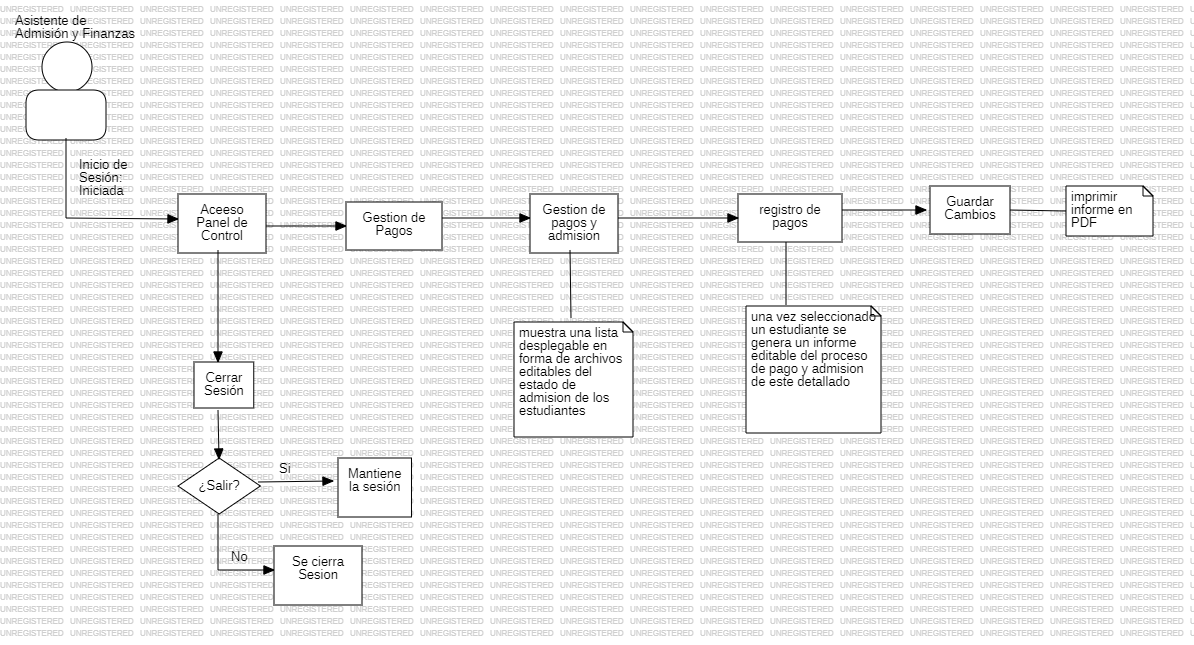 Asistente de
Admisión y Finanzas
Inicio de
Sesión:
Iniciada
Aceeso
Panel de
Control
Gestion de
Pagos
Gestion de
pagos y
admision
registro de
pagos
Guardar
Cambios
imprimir
informe en
PDF
muestra una lista
desplegable en
forma de archivos
editables del
estado de
admision de los
estudiantes
una vez seleccionado
un estudiante se
genera un informe
editable del proceso
de pago y admision
de este detallado
Cerrar
Sesión
¿Salir?
Si
Mantiene
la sesión
No
Se cierra
Sesion
UNREGISTERED